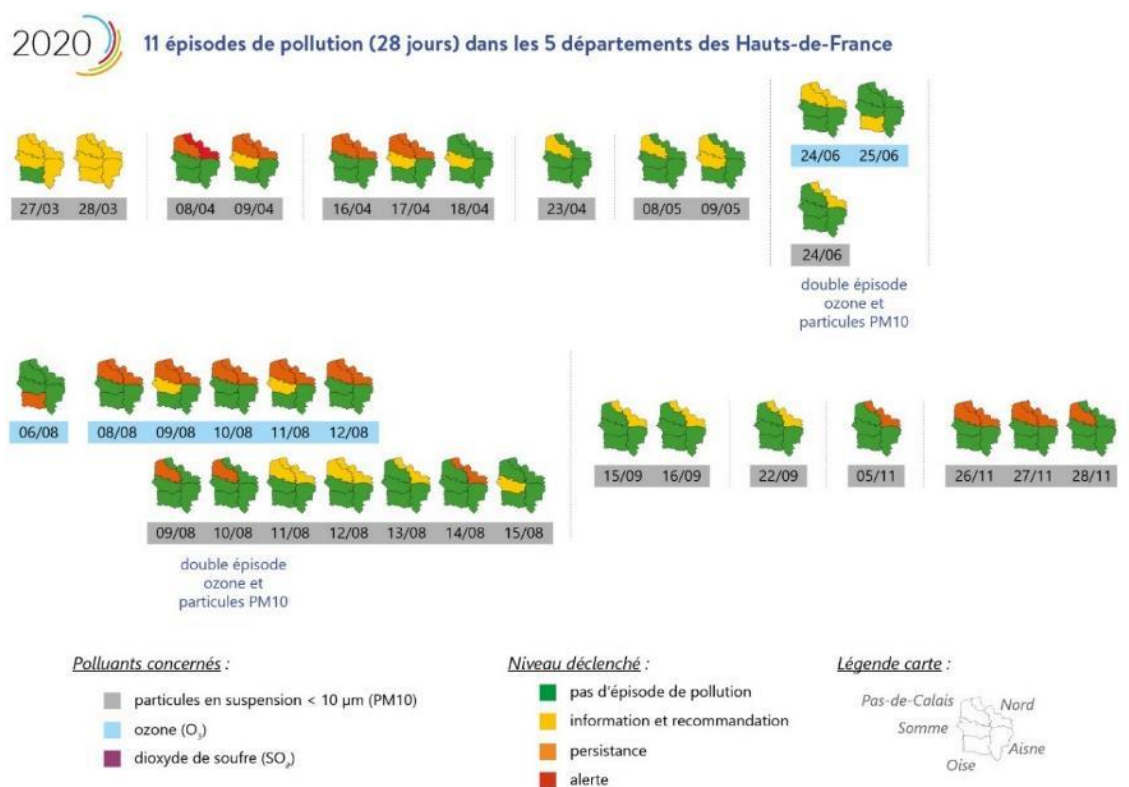 2020
11 épisodes de pollution (28 jours) dans les 5 départements des Hauts-de-France
27/03 28/03
08/04 09/04
16/04 17/04 18/04
23/04
08/05 09/05
24/06 25/06
24/06
double épisode
ozone et
particules PM10
06/08
08/08 09/08 10/08 11/08 12/08
09/08 10/08 11/08 12/08 13/08 14/08 15/08
double épisode
ozone et
particules PM10
15/09 16/09
22/09
05/11
26/11 27/11 28/11
Polluants concernés :
particules en suspension < 10 µm (PM10)
ozone (O₃)
dioxyde de soufre (SO₂)
Niveau déclenché :
pas d'épisode de pollution
information et recommandation
persistance
alerte
Légende carte :
Pas-de-Calais
Nord
Somme
Aisne
Oise